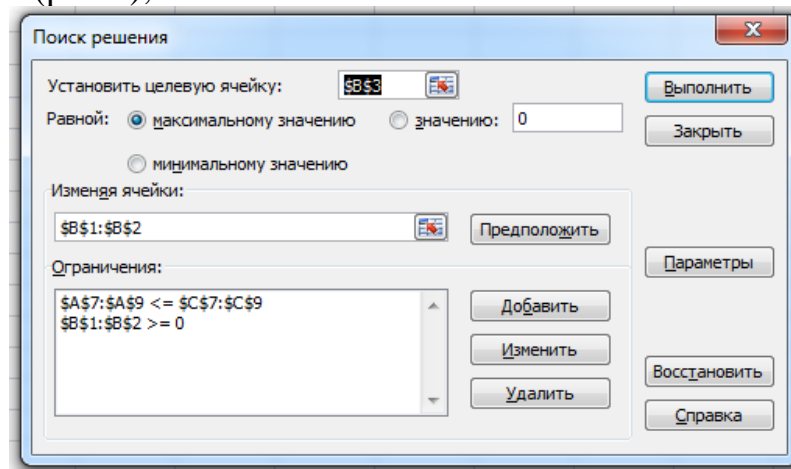 Поиск решения
Установить целевую ячейку: $B$3
Выполнить
Равной: максимальному значению значению: 0
Закрыть
минимальному значению
Изменяя ячейки:
$B$1:$B$2
Предположить
Ограничения:
Параметры
$A$7:$A$9 <= $C$7:$C$9
$B$1:$B$2 >= 0
Добавить
Изменить
Восстановить
Удалить
Справка